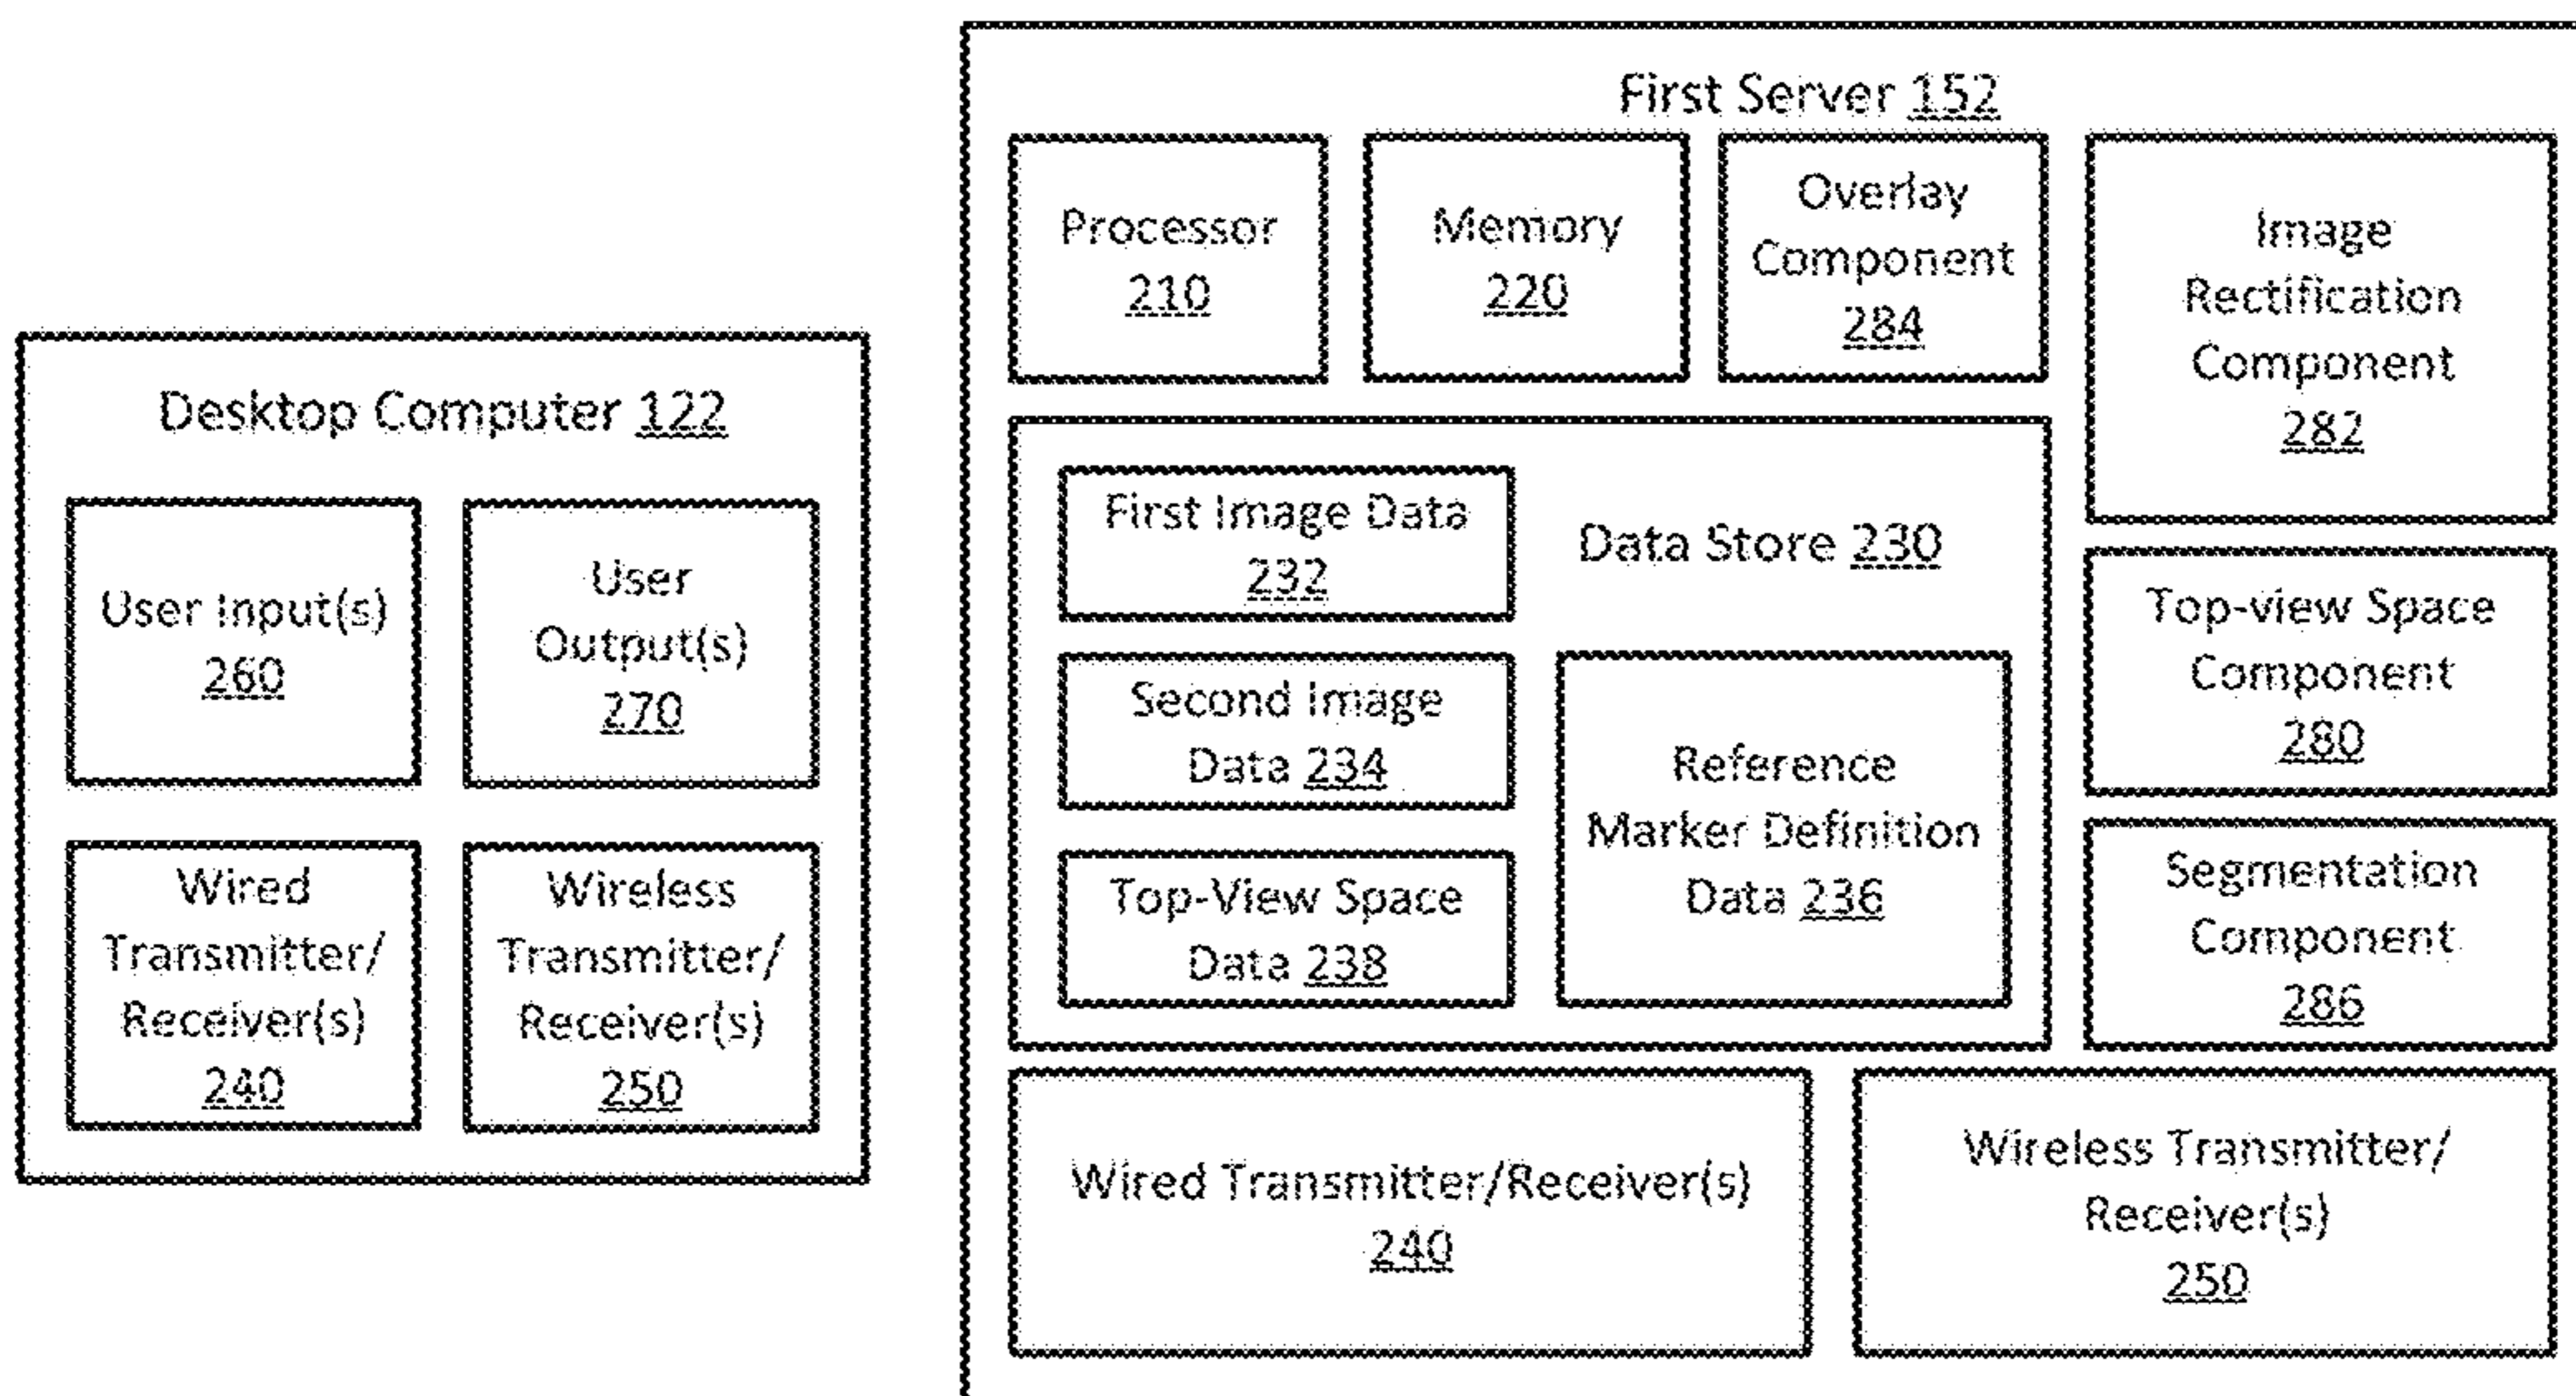 Desktop Computer 122
User Input(s)
260
User
Output(s)
270
Wired
Transmitter/
Receiver(s)
240
Wireless
Transmitter/
Receiver(s)
250
First Server 152
Processor
210
Memory
220
Overlay
Component
284
Image
Rectification
Component
282
Data Store 230
First Image Data
232
Second Image
Data 234
Top-View Space
Data 238
Reference
Marker Definition
Data 236
Top-view Space
Component
280
Segmentation
Component
286
Wired Transmitter/Receiver(s)
240
Wireless Transmitter/
Receiver(s)
250